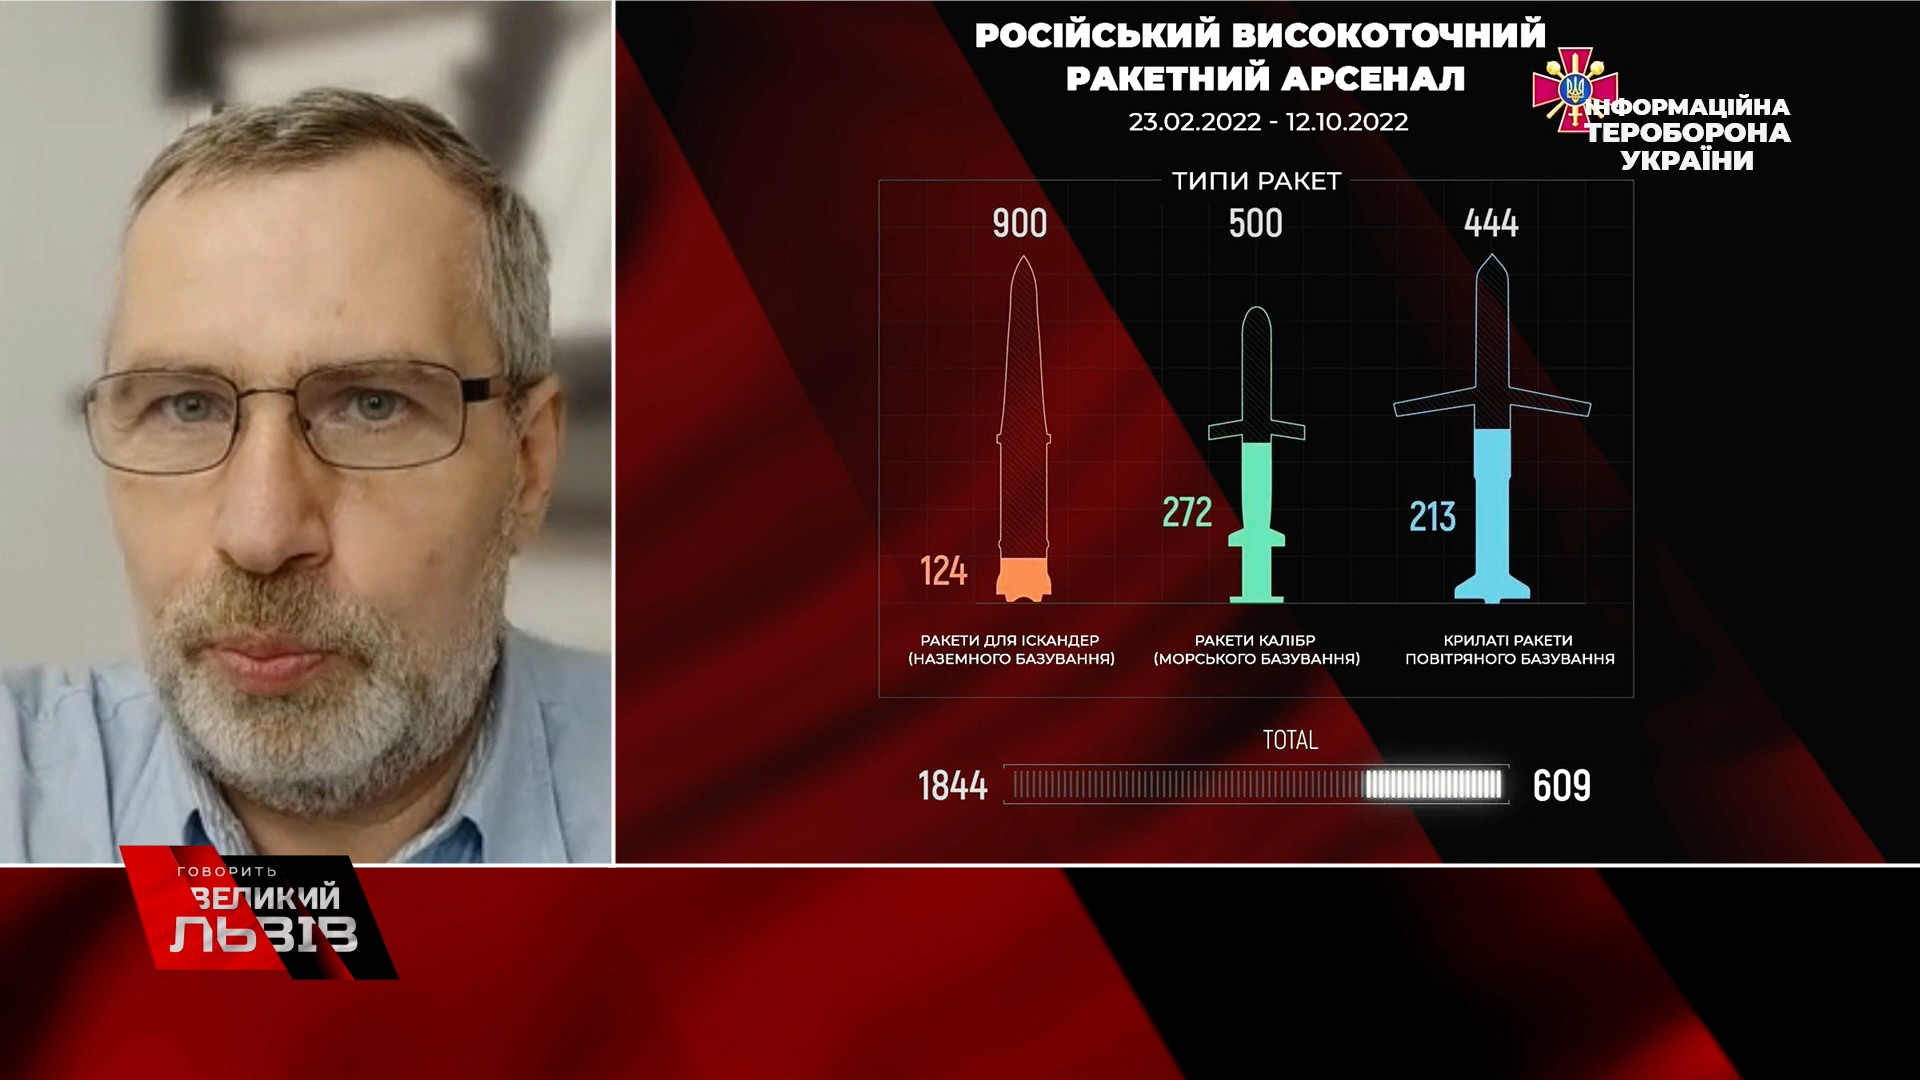 РОСІЙСЬКИЙ ВИСОКОТОЧНИЙ
РАКЕТНИЙ АРСЕНАЛ
23.02.2022 - 12.10.2022
ІНФОРМАЦІЙНА
ТЕРОБОРОНА
УКРАЇНИ
ТИПИ РАКЕТ
900
500
444
124
272
213
РАКЕТИ ДЛЯ ІСКАНДЕР
(НАЗЕМНОГО БАЗУВАННЯ)
РАКЕТИ КАЛІБР
(МОРСЬКОГО БАЗУВАННЯ)
КРИЛАТІ РАКЕТИ
ПОВІТРЯНОГО БАЗУВАННЯ
TOTAL
1844
609
ГОВОРИТЬ
ВЕЛИКИЙ
ЛЬВІВ